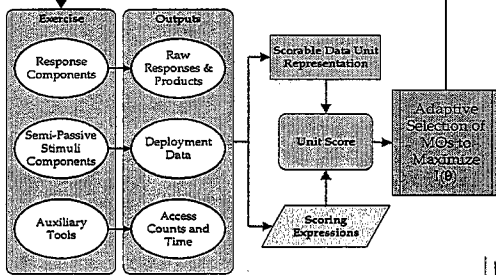 Exercise
Outputs
Response
Components
Raw
Responses &
Products
Semi-Passive
Stimuli
Components
Deployment
Data
Auxiliary
Tools
Access
Counts and
Time
Scorable Data Unit
Representation
Unit Score
Scoring
Expressions
Adaptive
Selection of
MOs to
Maximize
I(θ)